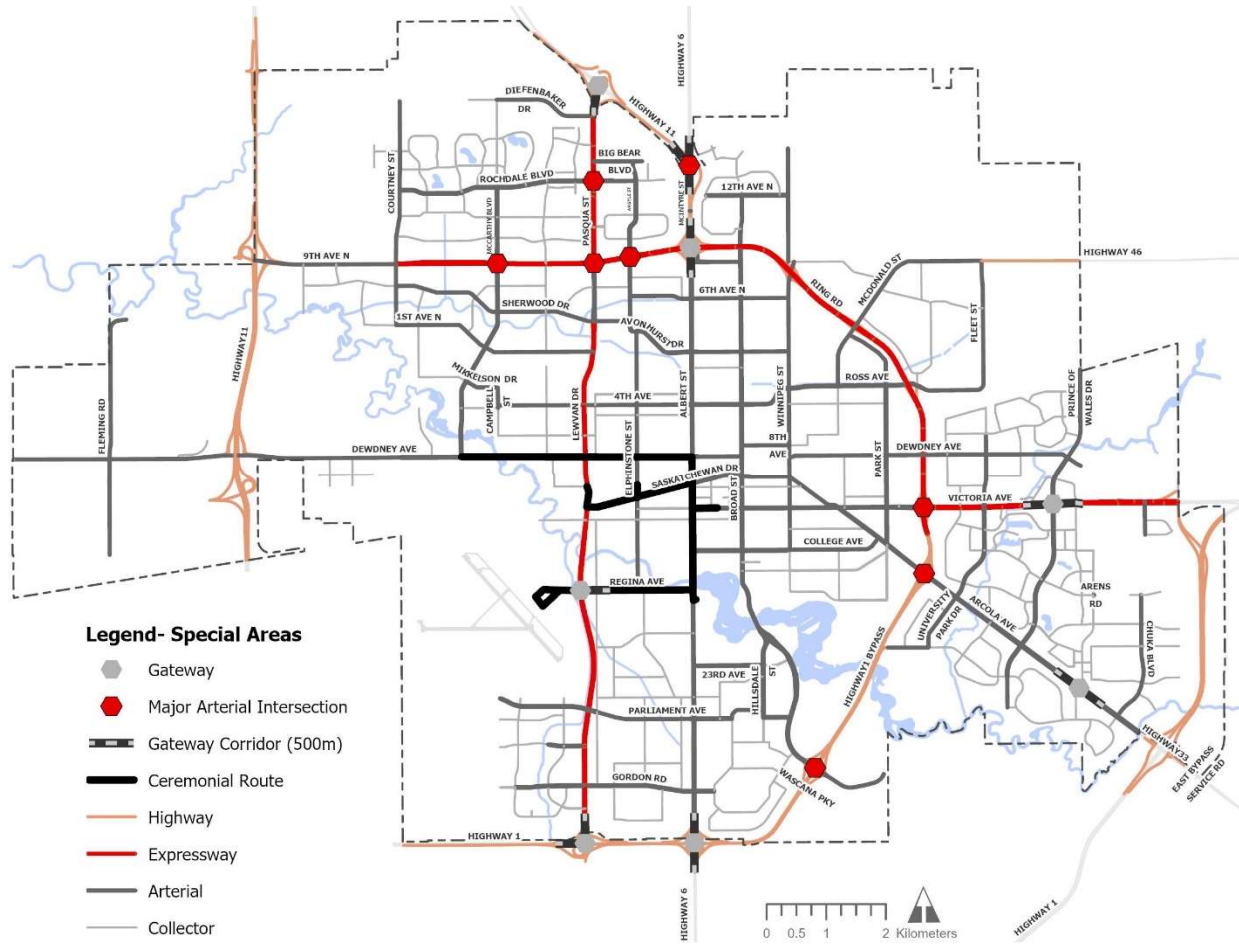 HIGHWAY 6
DIEFENBAKER
DR
HIGHWAY 11
BIG BEAR
BLVD
ROCHDALE BLVD
COURTNEY ST
MCCARTHY BLVD
PASQUA ST
MCINTYRE ST
12TH AVE N
9TH AVE N
HIGHWAY 46
RING RD
MCDONALD ST
6TH AVE N
SHERWOOD DR
1ST AVE N
AVONHURST DR
FLEET ST
HIGHWAY11
MIKKELSON DR
CAMPBELL
ST
ROSS AVE
PRINCE OF
WALES DR
FLEMING RD
LEWVAN DR
4TH AVE
ALBERT ST
WINNIPEG ST
ELPHINSTONE ST
8TH
AVE
PARK ST
DEWDNEY AVE
DEWDNEY AVE
SASKATCHEWAN DR
BROAD ST
VICTORIA AVE
COLLEGE AVE
REGINA AVE
ARENS
RD
UNIVERSITY
PARK DR
ARCOLA AVE
CHUKA BLVD
HIGHWAY1 BYPASS
23RD AVE
HILLSDALE
ST
PARLIAMENT AVE
GORDON RD
WASCANA PKY
HIGHWAY33
EAST BYPASS
SERVICE RD
HIGHWAY 1
HIGHWAY 6
HIGHWAY 1
Legend- Special Areas
Gateway
Major Arterial Intersection
Gateway Corridor (500m)
Ceremonial Route
Highway
Expressway
Arterial
Collector
0 0.5 1 2 Kilometers